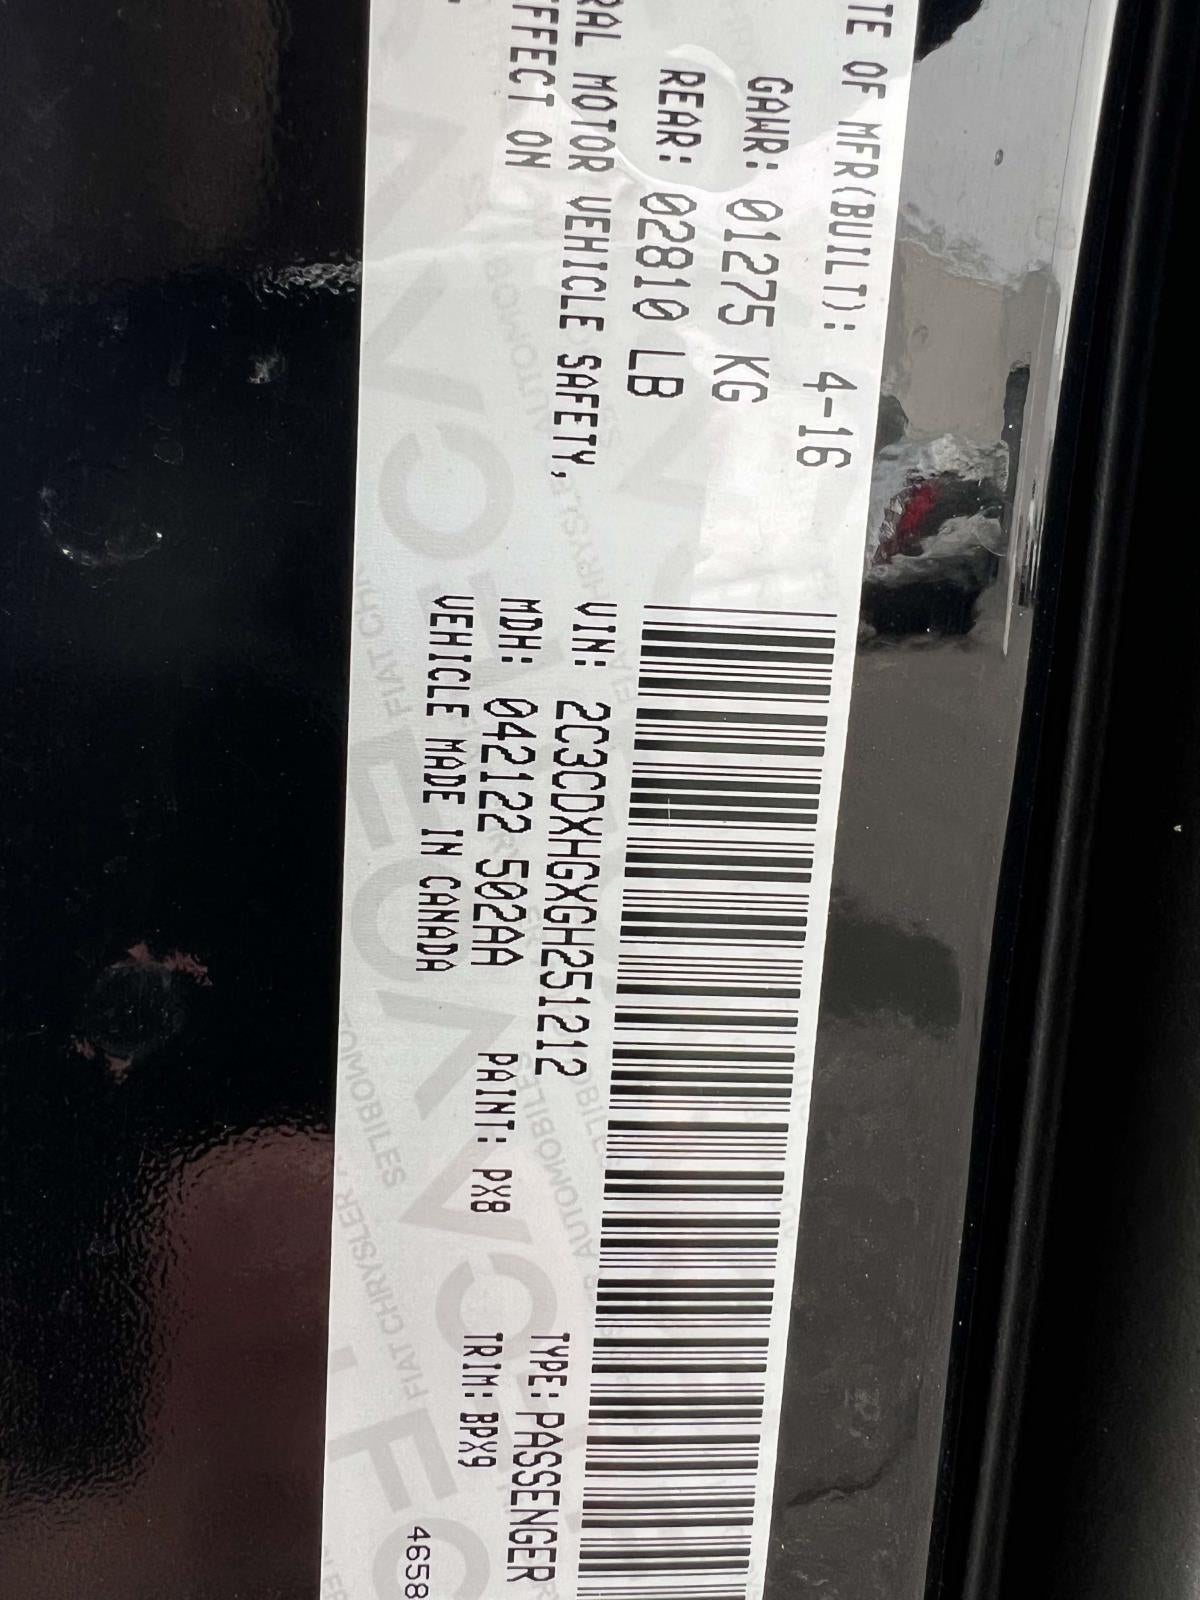 TE OF MFR(BUILT): 4-16
GAWR: 01275 KG
REAR: 02810 LB
RAL MOTOR VEHICLE SAFETY,
FFECT ON
VIN: 2C3CDXHGXGH251212
TYPE: PASSENGER
MDH: 042122 502AA PAINT: PX8 TRIM: BPX9
VEHICLE MADE IN CANADA
4658